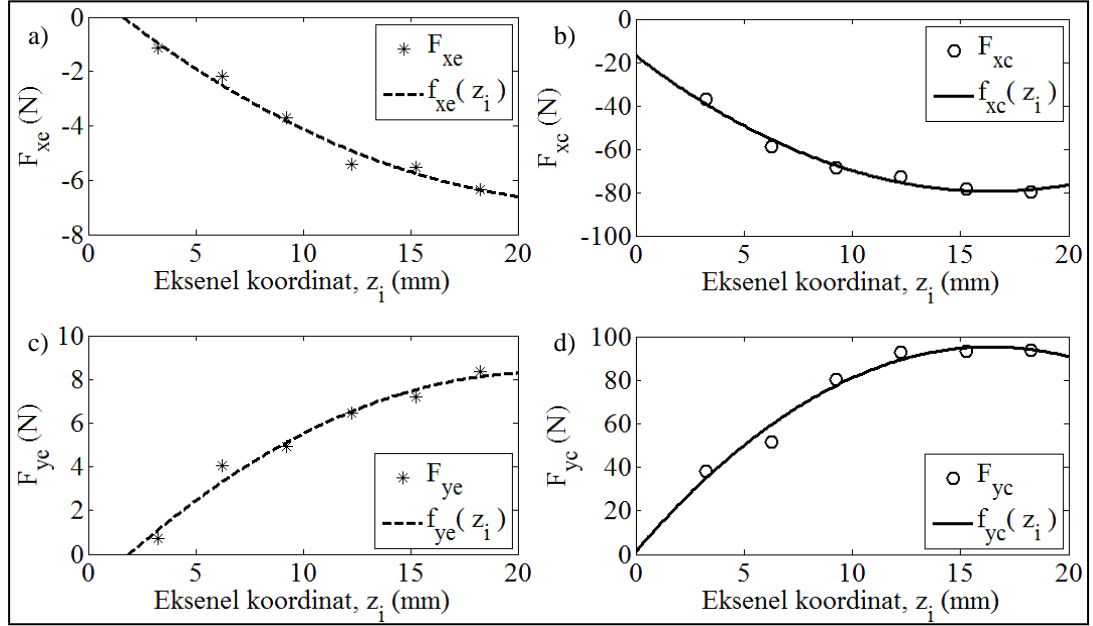 a)
0
-2
-4
-6
-8
F_xe (N)
F_xe
f_xe( z_i )
0 5 10 15 20
Eksenel koordinat, z_i (mm)
b)
0
-20
-40
-60
-80
-100
F_xc (N)
F_xc
f_xc( z_i )
0 5 10 15 20
Eksenel koordinat, z_i (mm)
c)
10
8
6
4
2
0
F_ye (N)
F_ye
f_ye( z_i )
0 5 10 15 20
Eksenel koordinat, z_i (mm)
d)
100
80
60
40
20
0
F_yc (N)
F_yc
f_yc( z_i )
0 5 10 15 20
Eksenel koordinat, z_i (mm)